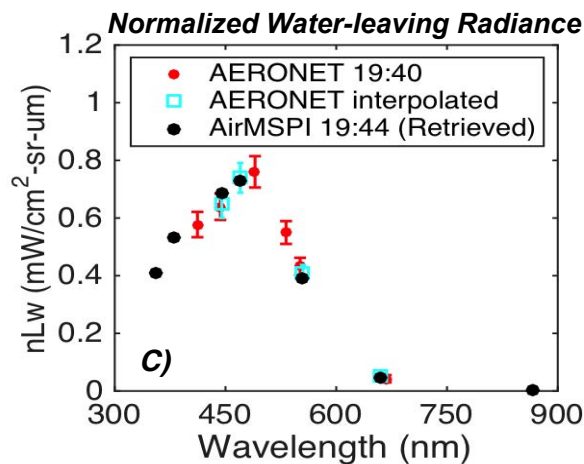 Normalized Water-leaving Radiance
1.2
1
0.8
0.6
0.4
0.2
0
nLw (mW/cm²-sr-um)
AERONET 19:40
AERONET interpolated
AirMSPI 19:44 (Retrieved)
C)
300 450 600 750 900
Wavelength (nm)